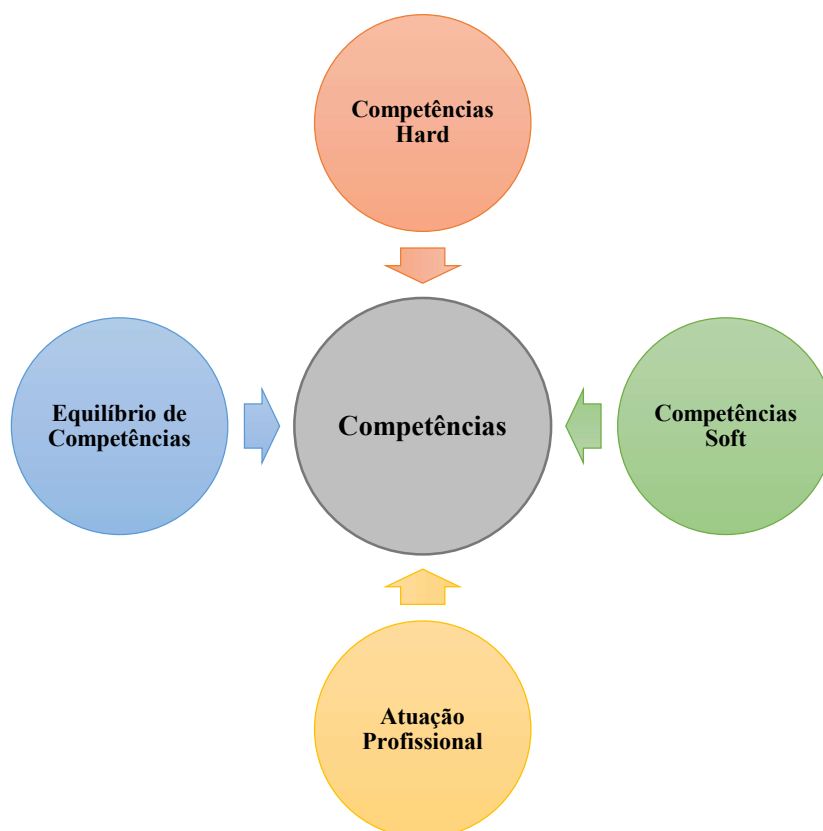 Competências
Hard
Equilíbrio de
Competências
Competências
Competências
Soft
Atuação
Profissional